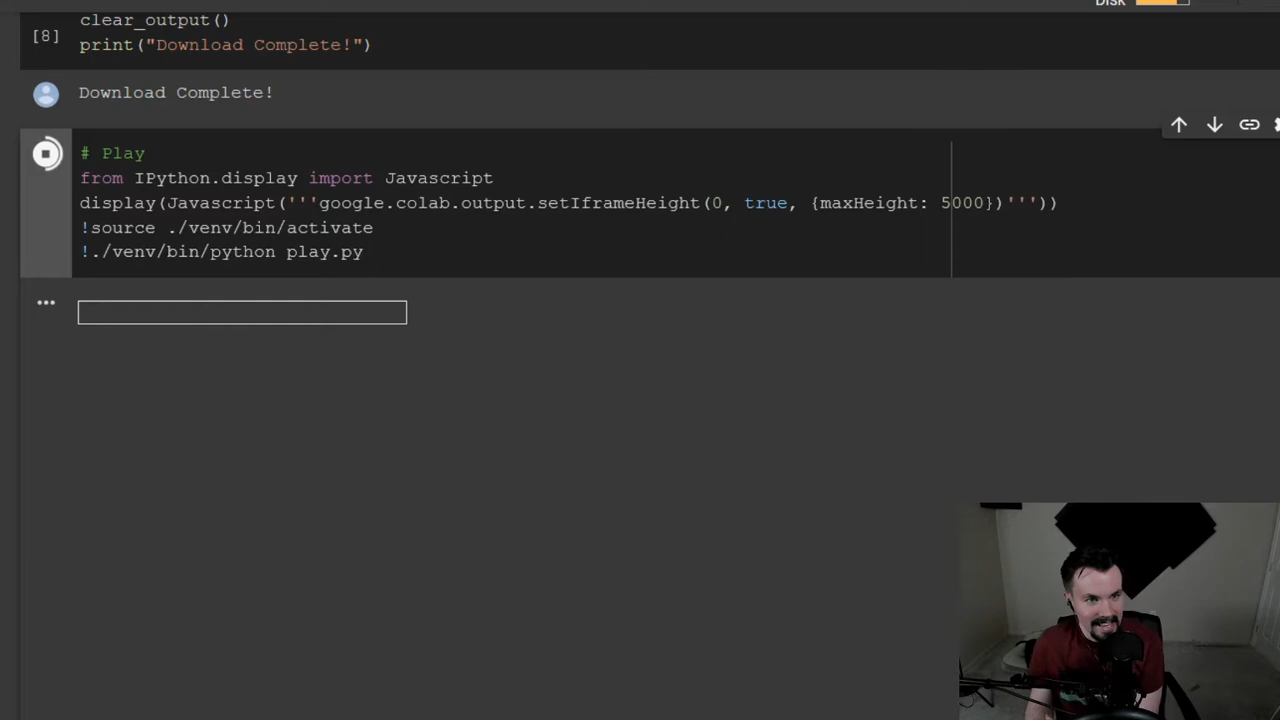 Disk
clear_output()
[8]
print("Download Complete!")
Download Complete!
# Play
from IPython.display import Javascript
display(Javascript('''google.colab.output.setIframeHeight(0, true, {maxHeight: 5000})'''))
!source ./venv/bin/activate
!./venv/bin/python play.py